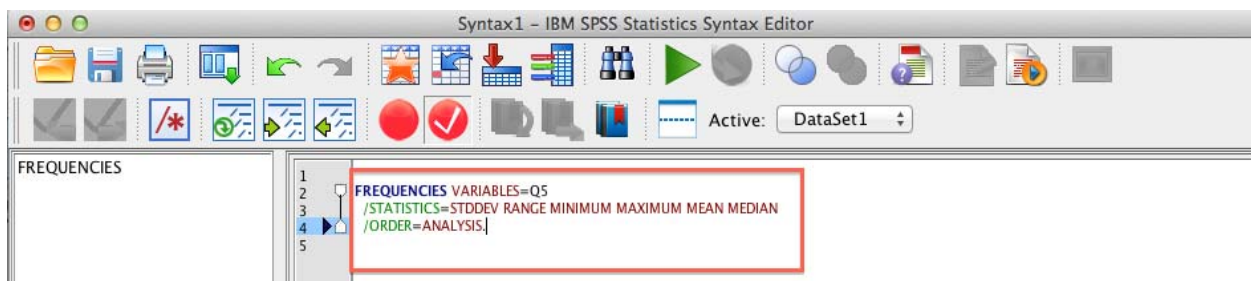 Syntax1 – IBM SPSS Statistics Syntax Editor
/*
Active: DataSet1
FREQUENCIES
1
2 FREQUENCIES VARIABLES=Q5
3 /STATISTICS=STDDEV RANGE MINIMUM MAXIMUM MEAN MEDIAN
4 /ORDER=ANALYSIS.
5